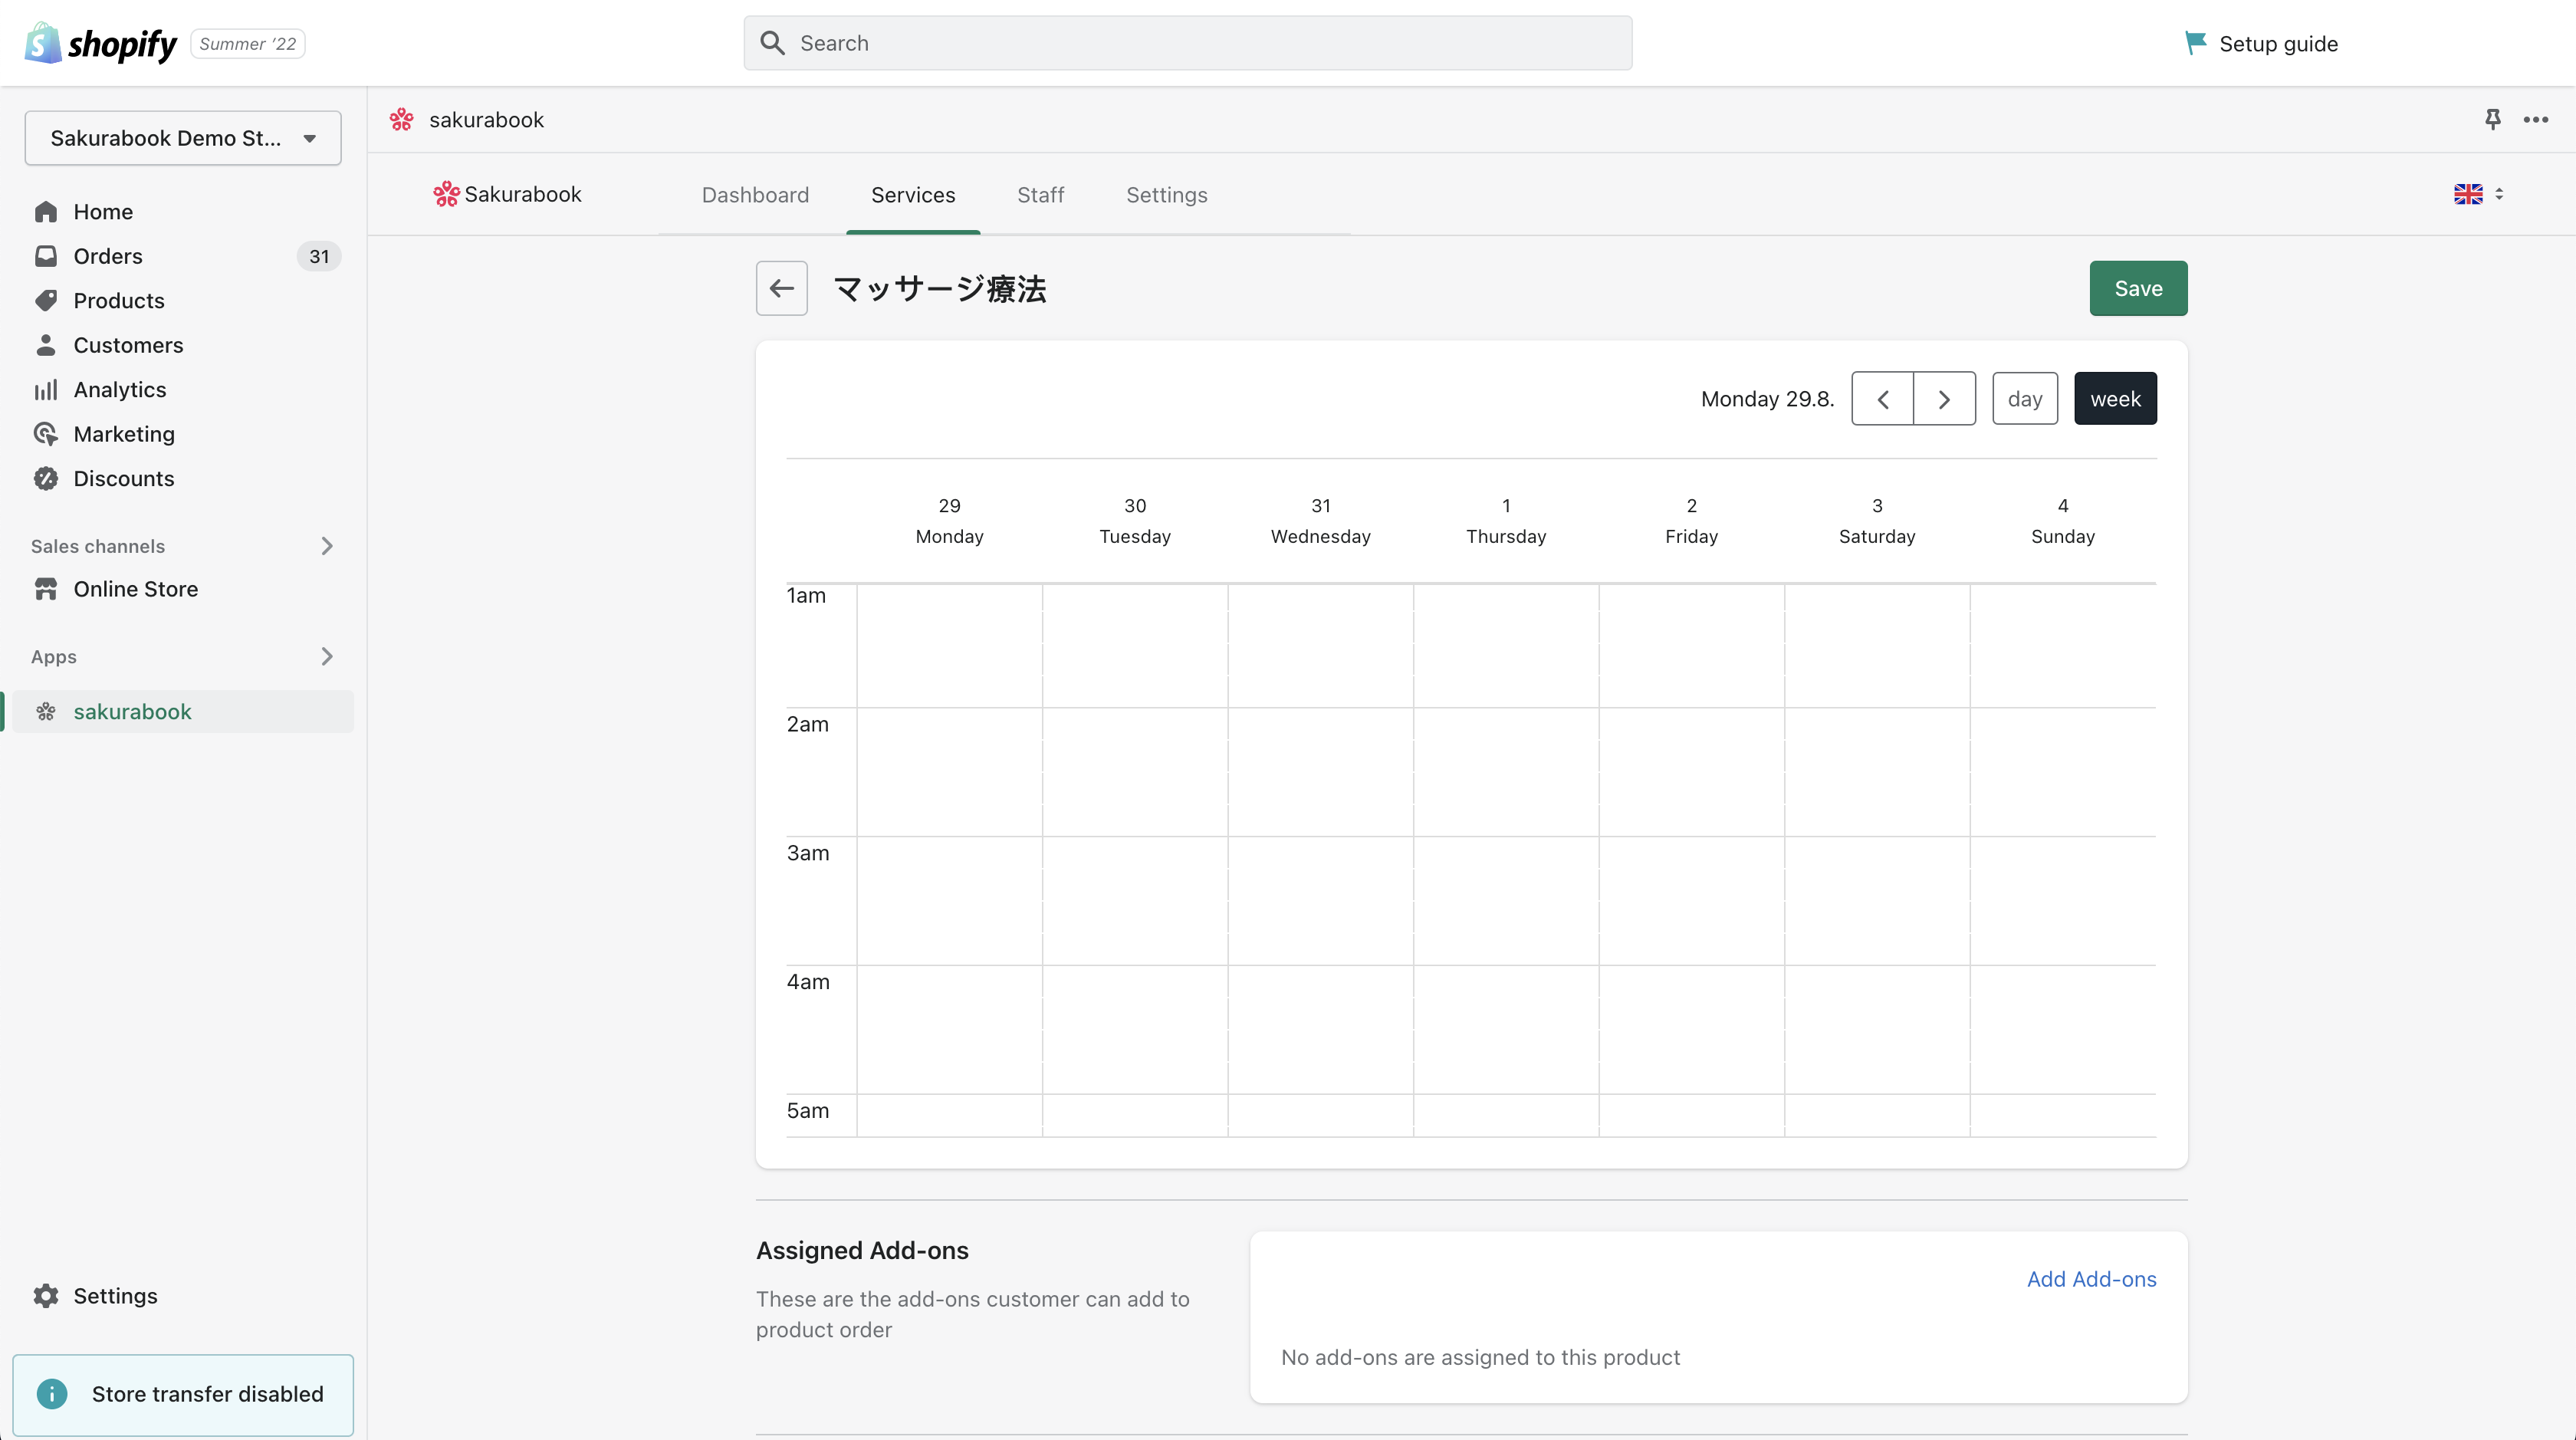 shopify Summer '22
Search
Setup guide
Sakurabook Demo St...
Home
Orders 31
Products
Customers
Analytics
Marketing
Discounts
Sales channels
Online Store
Apps
sakurabook
Settings
Store transfer disabled
sakurabook
Sakurabook Dashboard Services Staff Settings
マッサージ療法
Save
Monday 29.8. day week
29 30 31 1 2 3 4
Monday Tuesday Wednesday Thursday Friday Saturday Sunday
1am
2am
3am
4am
5am
Assigned Add-ons
These are the add-ons customer can add to
product order
Add Add-ons
No add-ons are assigned to this product